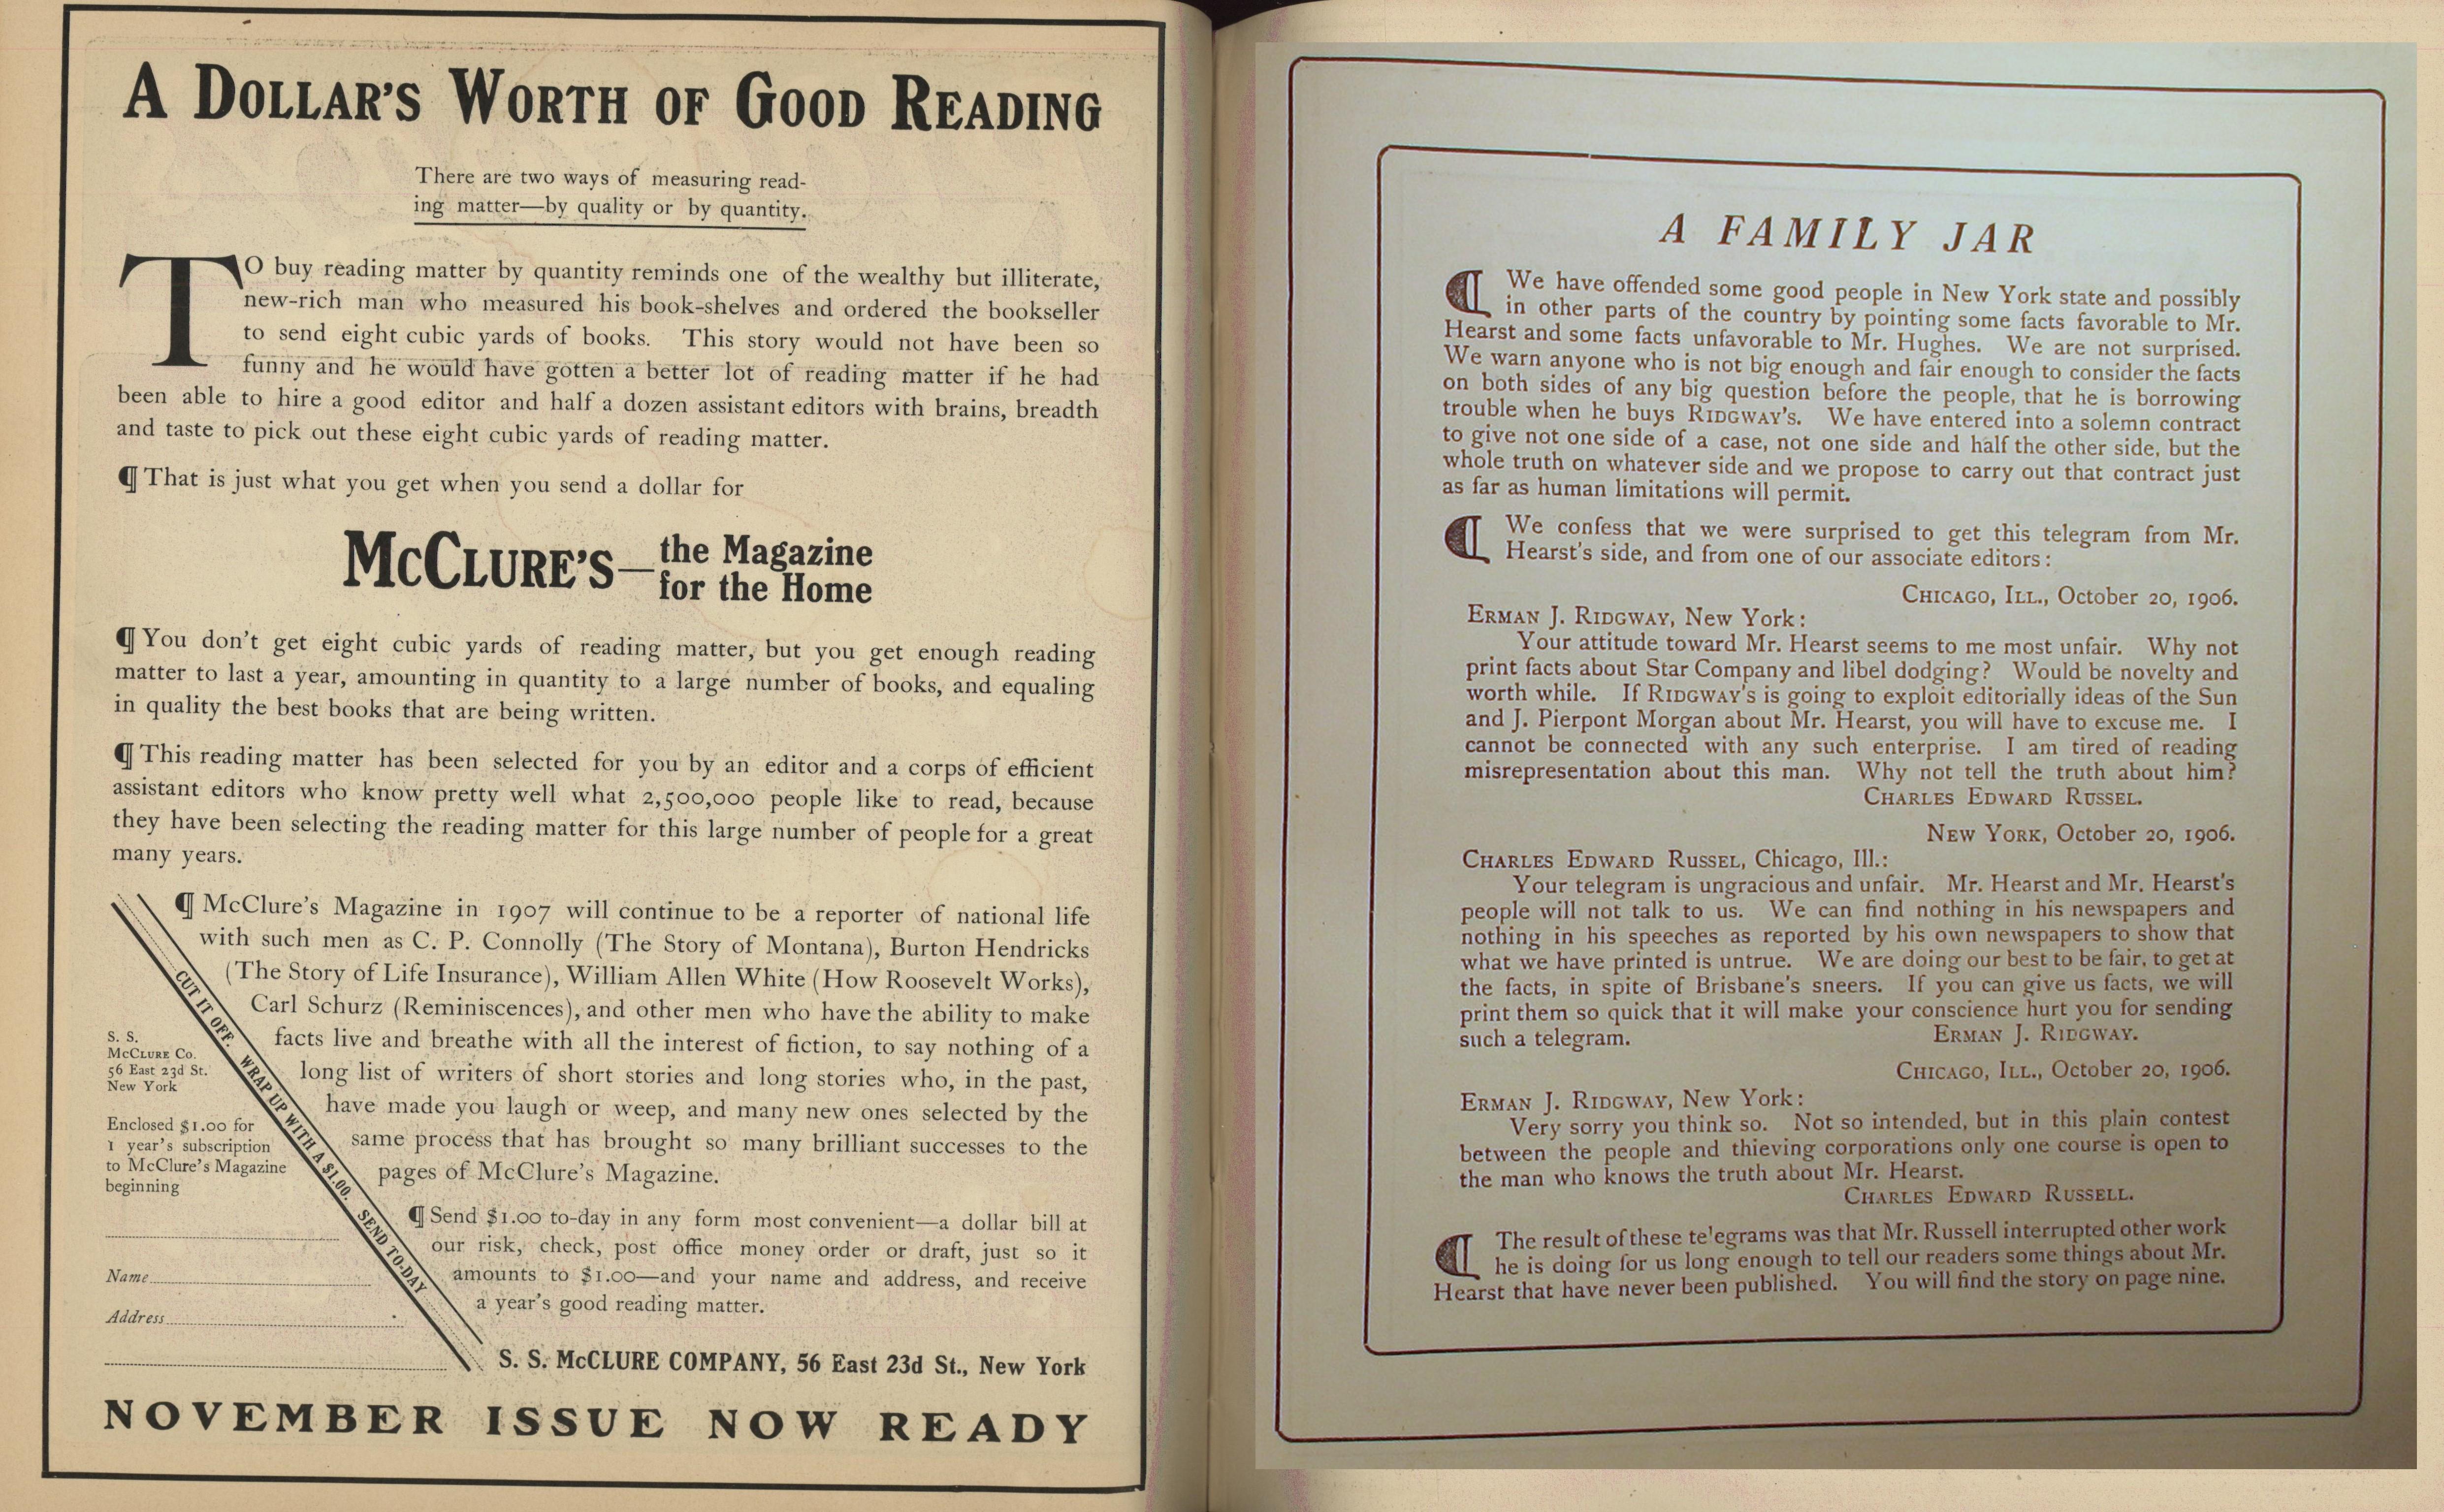 A DOLLAR'S WORTH OF GOOD READING
There are two ways of measuring read-
ing matter—by quality or by quantity.
TO buy reading matter by quantity reminds one of the wealthy but illiterate,
new-rich man who measured his book-shelves and ordered the bookseller
to send eight cubic yards of books. This story would not have been so
funny and he would have gotten a better lot of reading matter if he had
been able to hire a good editor and half a dozen assistant editors with brains, breadth
and taste to pick out these eight cubic yards of reading matter.
¶ That is just what you get when you send a dollar for
MCCLURE'S—the Magazine
for the Home
¶ You don't get eight cubic yards of reading matter, but you get enough reading
matter to last a year, amounting in quantity to a large number of books, and equaling
in quality the best books that are being written.
¶ This reading matter has been selected for you by an editor and a corps of efficient
assistant editors who know pretty well what 2,500,000 people like to read, because
they have been selecting the reading matter for this large number of people for a great
many years.
¶ McClure's Magazine in 1907 will continue to be a reporter of national life
with such men as C. P. Connolly (The Story of Montana), Burton Hendricks
(The Story of Life Insurance), William Allen White (How Roosevelt Works),
Carl Schurz (Reminiscences), and other men who have the ability to make
facts live and breathe with all the interest of fiction, to say nothing of a
long list of writers of short stories and long stories who, in the past,
have made you laugh or weep, and many new ones selected by the
same process that has brought so many brilliant successes to the
pages of McClure's Magazine.
¶ Send $1.00 to-day in any form most convenient—a dollar bill at
our risk, check, post office money order or draft, just so it
amounts to $1.00—and your name and address, and receive
a year's good reading matter.
CUT IT OFF. WRAP UP WITH A $1.00. SEND TO-DAY
S. S.
MCCLURE Co.
56 East 23d St.
New York
Enclosed $1.00 for
1 year's subscription
to McClure's Magazine
beginning
Name
Address
S. S. McCLURE COMPANY, 56 East 23d St., New York
NOVEMBER ISSUE NOW READY
A FAMILY JAR
¶ We have offended some good people in New York state and possibly
in other parts of the country by pointing some facts favorable to Mr.
Hearst and some facts unfavorable to Mr. Hughes. We are not surprised.
We warn anyone who is not big enough and fair enough to consider the facts
on both sides of any big question before the people, that he is borrowing
trouble when he buys RIDGWAY'S. We have entered into a solemn contract
to give not one side of a case, not one side and half the other side, but the
whole truth on whatever side and we propose to carry out that contract just
as far as human limitations will permit.
¶ We confess that we were surprised to get this telegram from Mr.
Hearst's side, and from one of our associate editors:
CHICAGO, ILL., October 20, 1906.
ERMAN J. RIDGWAY, New York:
Your attitude toward Mr. Hearst seems to me most unfair. Why not
print facts about Star Company and libel dodging? Would be novelty and
worth while. If RIDGWAY's is going to exploit editorially ideas of the Sun
and J. Pierpont Morgan about Mr. Hearst, you will have to excuse me. I
cannot be connected with any such enterprise. I am tired of reading
misrepresentation about this man. Why not tell the truth about him?
CHARLES EDWARD RUSSEL.
NEW YORK, October 20, 1906.
CHARLES EDWARD RUSSEL, Chicago, Ill.:
Your telegram is ungracious and unfair. Mr. Hearst and Mr. Hearst's
people will not talk to us. We can find nothing in his newspapers and
nothing in his speeches as reported by his own newspapers to show that
what we have printed is untrue. We are doing our best to be fair, to get at
the facts, in spite of Brisbane's sneers. If you can give us facts, we will
print them so quick that it will make your conscience hurt you for sending
such a telegram. ERMAN J. RIDGWAY.
CHICAGO, ILL., October 20, 1906.
ERMAN J. RIDGWAY, New York:
Very sorry you think so. Not so intended, but in this plain contest
between the people and thieving corporations only one course is open to
the man who knows the truth about Mr. Hearst.
CHARLES EDWARD RUSSELL.
¶ The result of these telegrams was that Mr. Russell interrupted other work
he is doing for us long enough to tell our readers some things about Mr.
Hearst that have never been published. You will find the story on page nine.